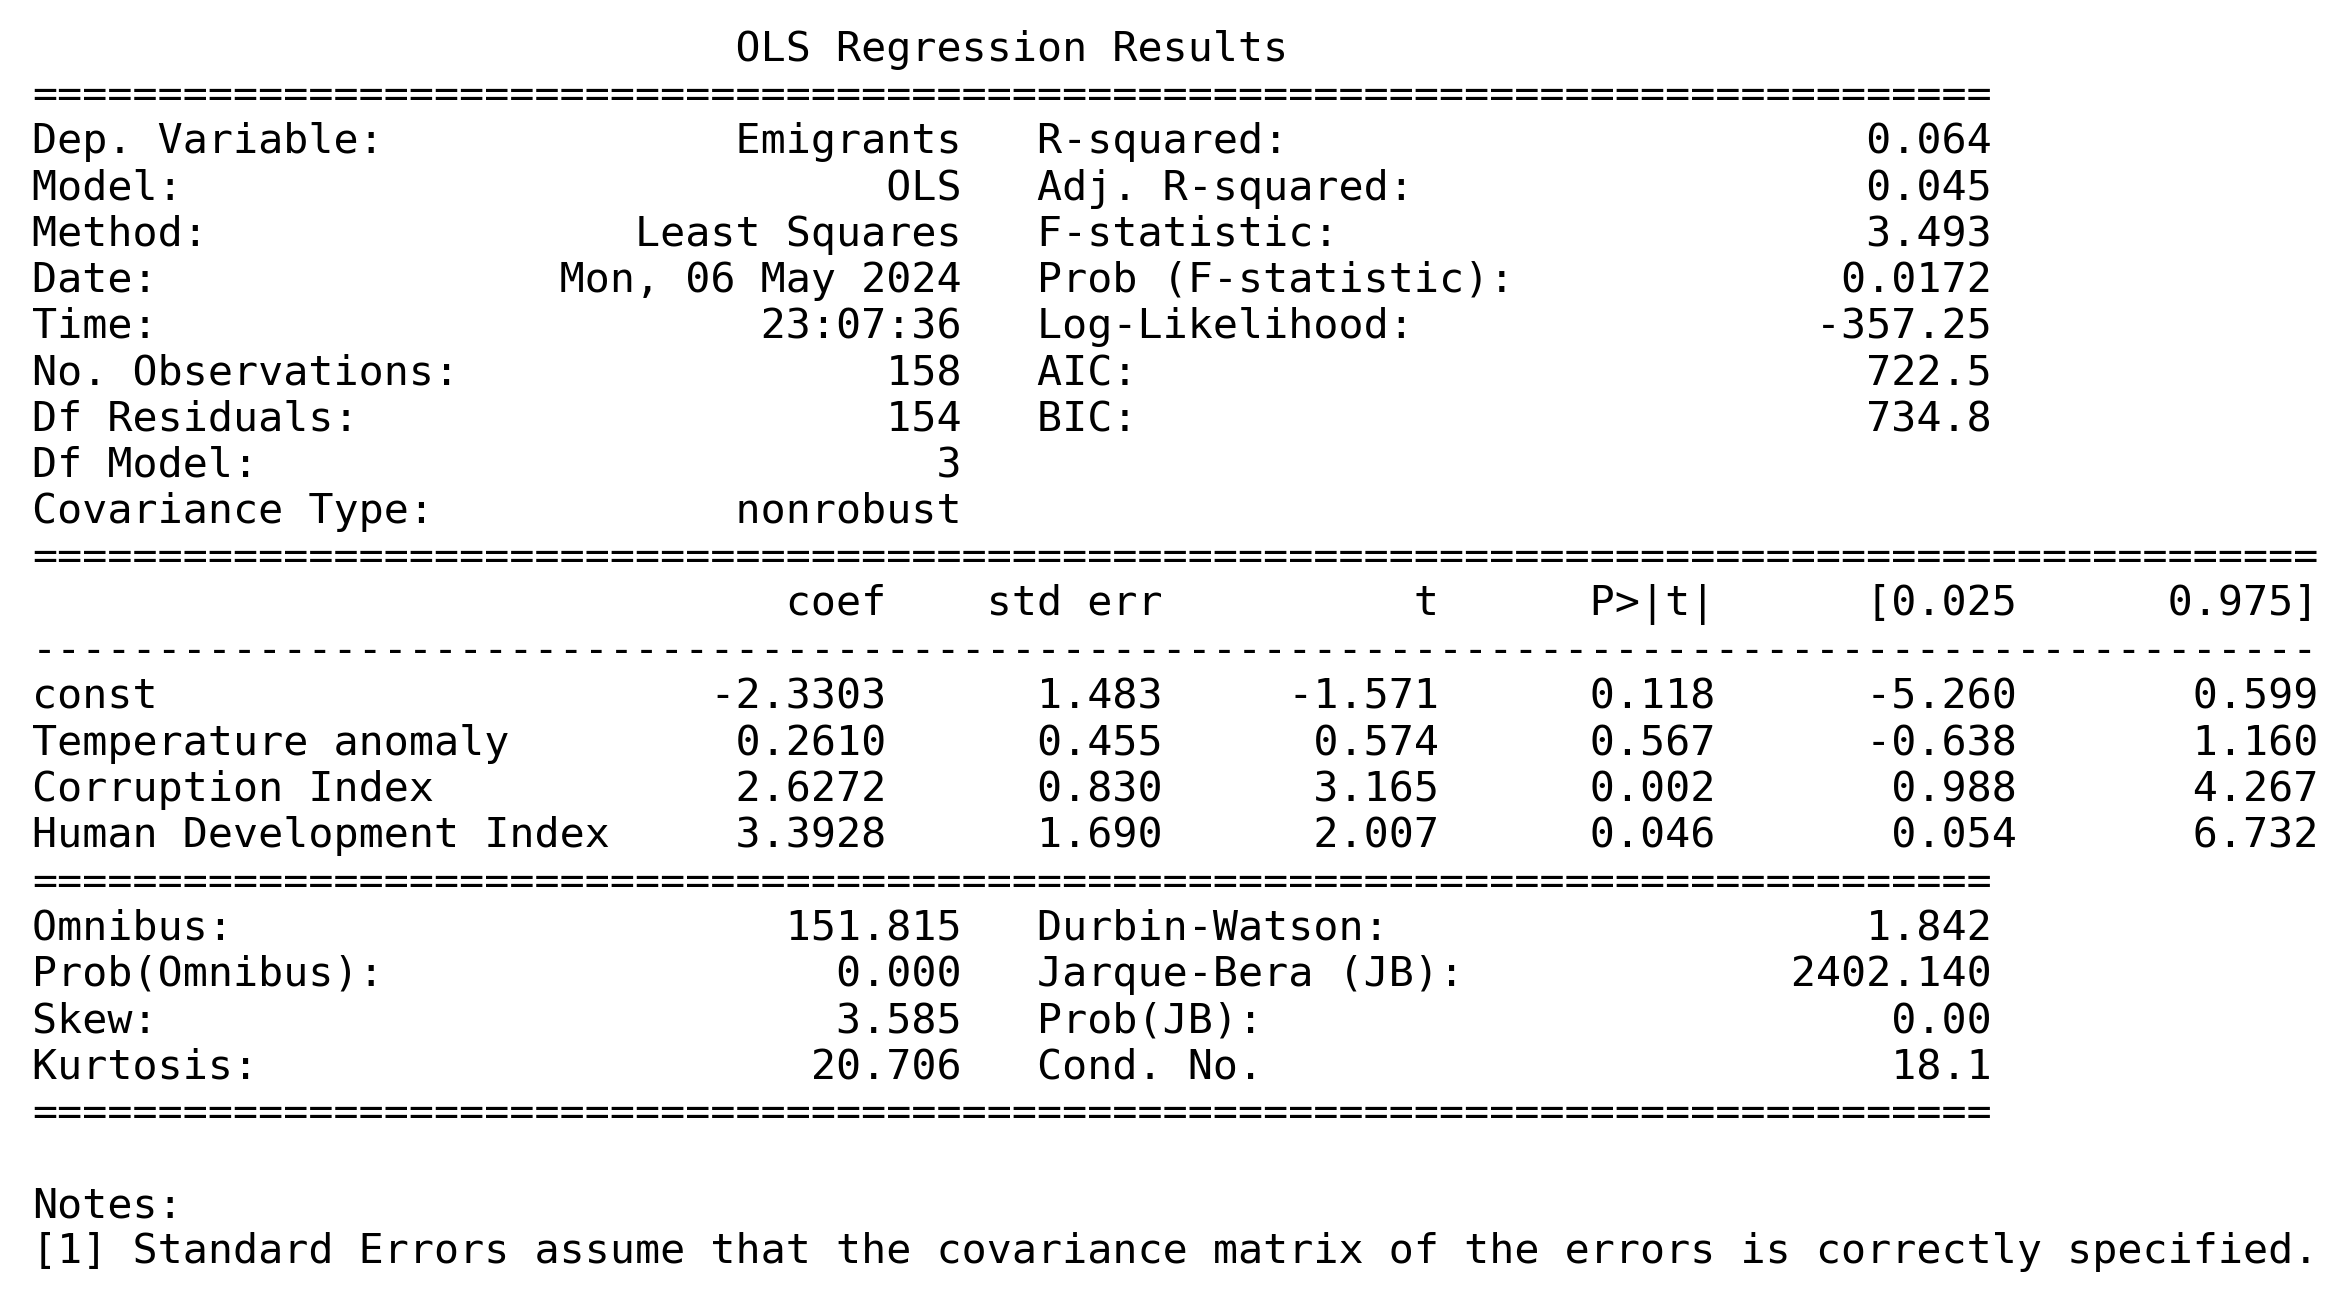 OLS Regression Results
==============================================================================
Dep. Variable:              Emigrants   R-squared:                       0.064
Model:                            OLS   Adj. R-squared:                  0.045
Method:                 Least Squares   F-statistic:                     3.493
Date:                Mon, 06 May 2024   Prob (F-statistic):             0.0172
Time:                        23:07:36   Log-Likelihood:                -357.25
No. Observations:                 158   AIC:                             722.5
Df Residuals:                     154   BIC:                             734.8
Df Model:                           3
Covariance Type:            nonrobust
===========================================================================================
                              coef    std err          t      P>|t|      [0.025      0.975]
-------------------------------------------------------------------------------------------
const                      -2.3303      1.483     -1.571      0.118      -5.260       0.599
Temperature anomaly         0.2610      0.455      0.574      0.567      -0.638       1.160
Corruption Index            2.6272      0.830      3.165      0.002       0.988       4.267
Human Development Index     3.3928      1.690      2.007      0.046       0.054       6.732
==============================================================================
Omnibus:                      151.815   Durbin-Watson:                   1.842
Prob(Omnibus):                  0.000   Jarque-Bera (JB):             2402.140
Skew:                           3.585   Prob(JB):                         0.00
Kurtosis:                      20.706   Cond. No.                         18.1
==============================================================================

Notes:
[1] Standard Errors assume that the covariance matrix of the errors is correctly specified.